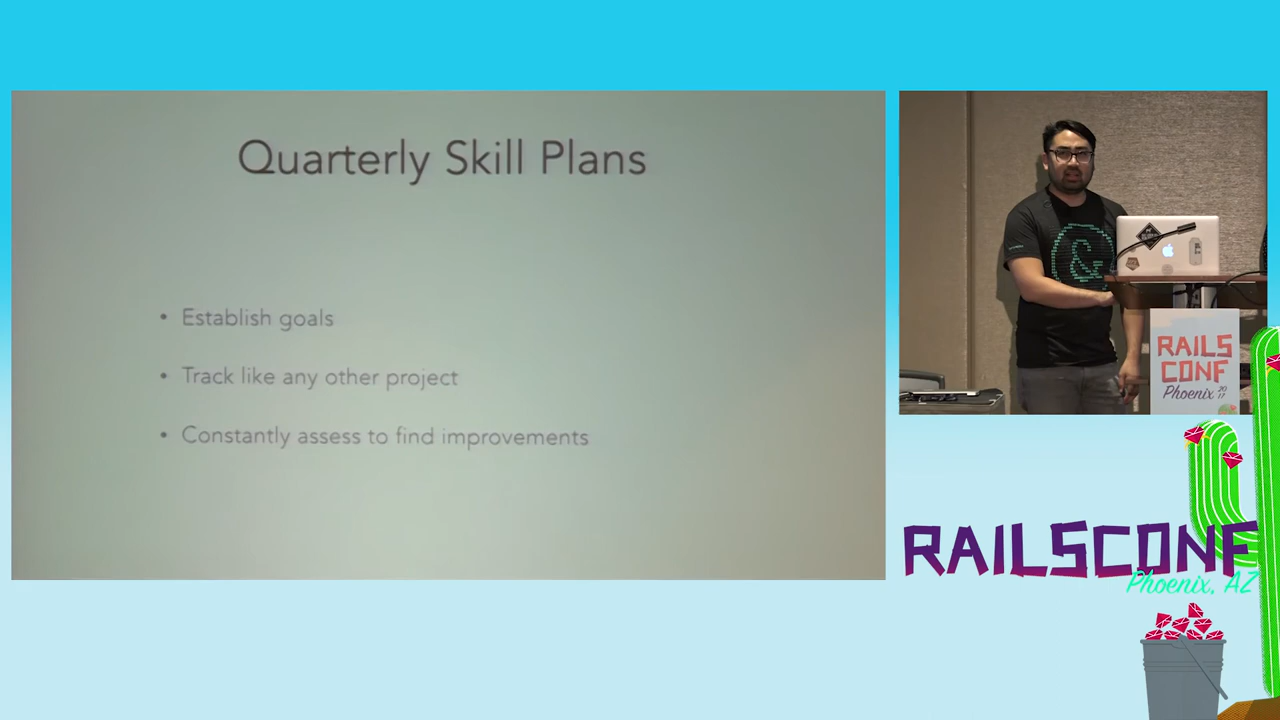 Quarterly Skill Plans
• Establish goals
• Track like any other project
• Constantly assess to find improvements
RAILS
CONF
Phoenix 2017
RAILSCONF
Phoenix, AZ